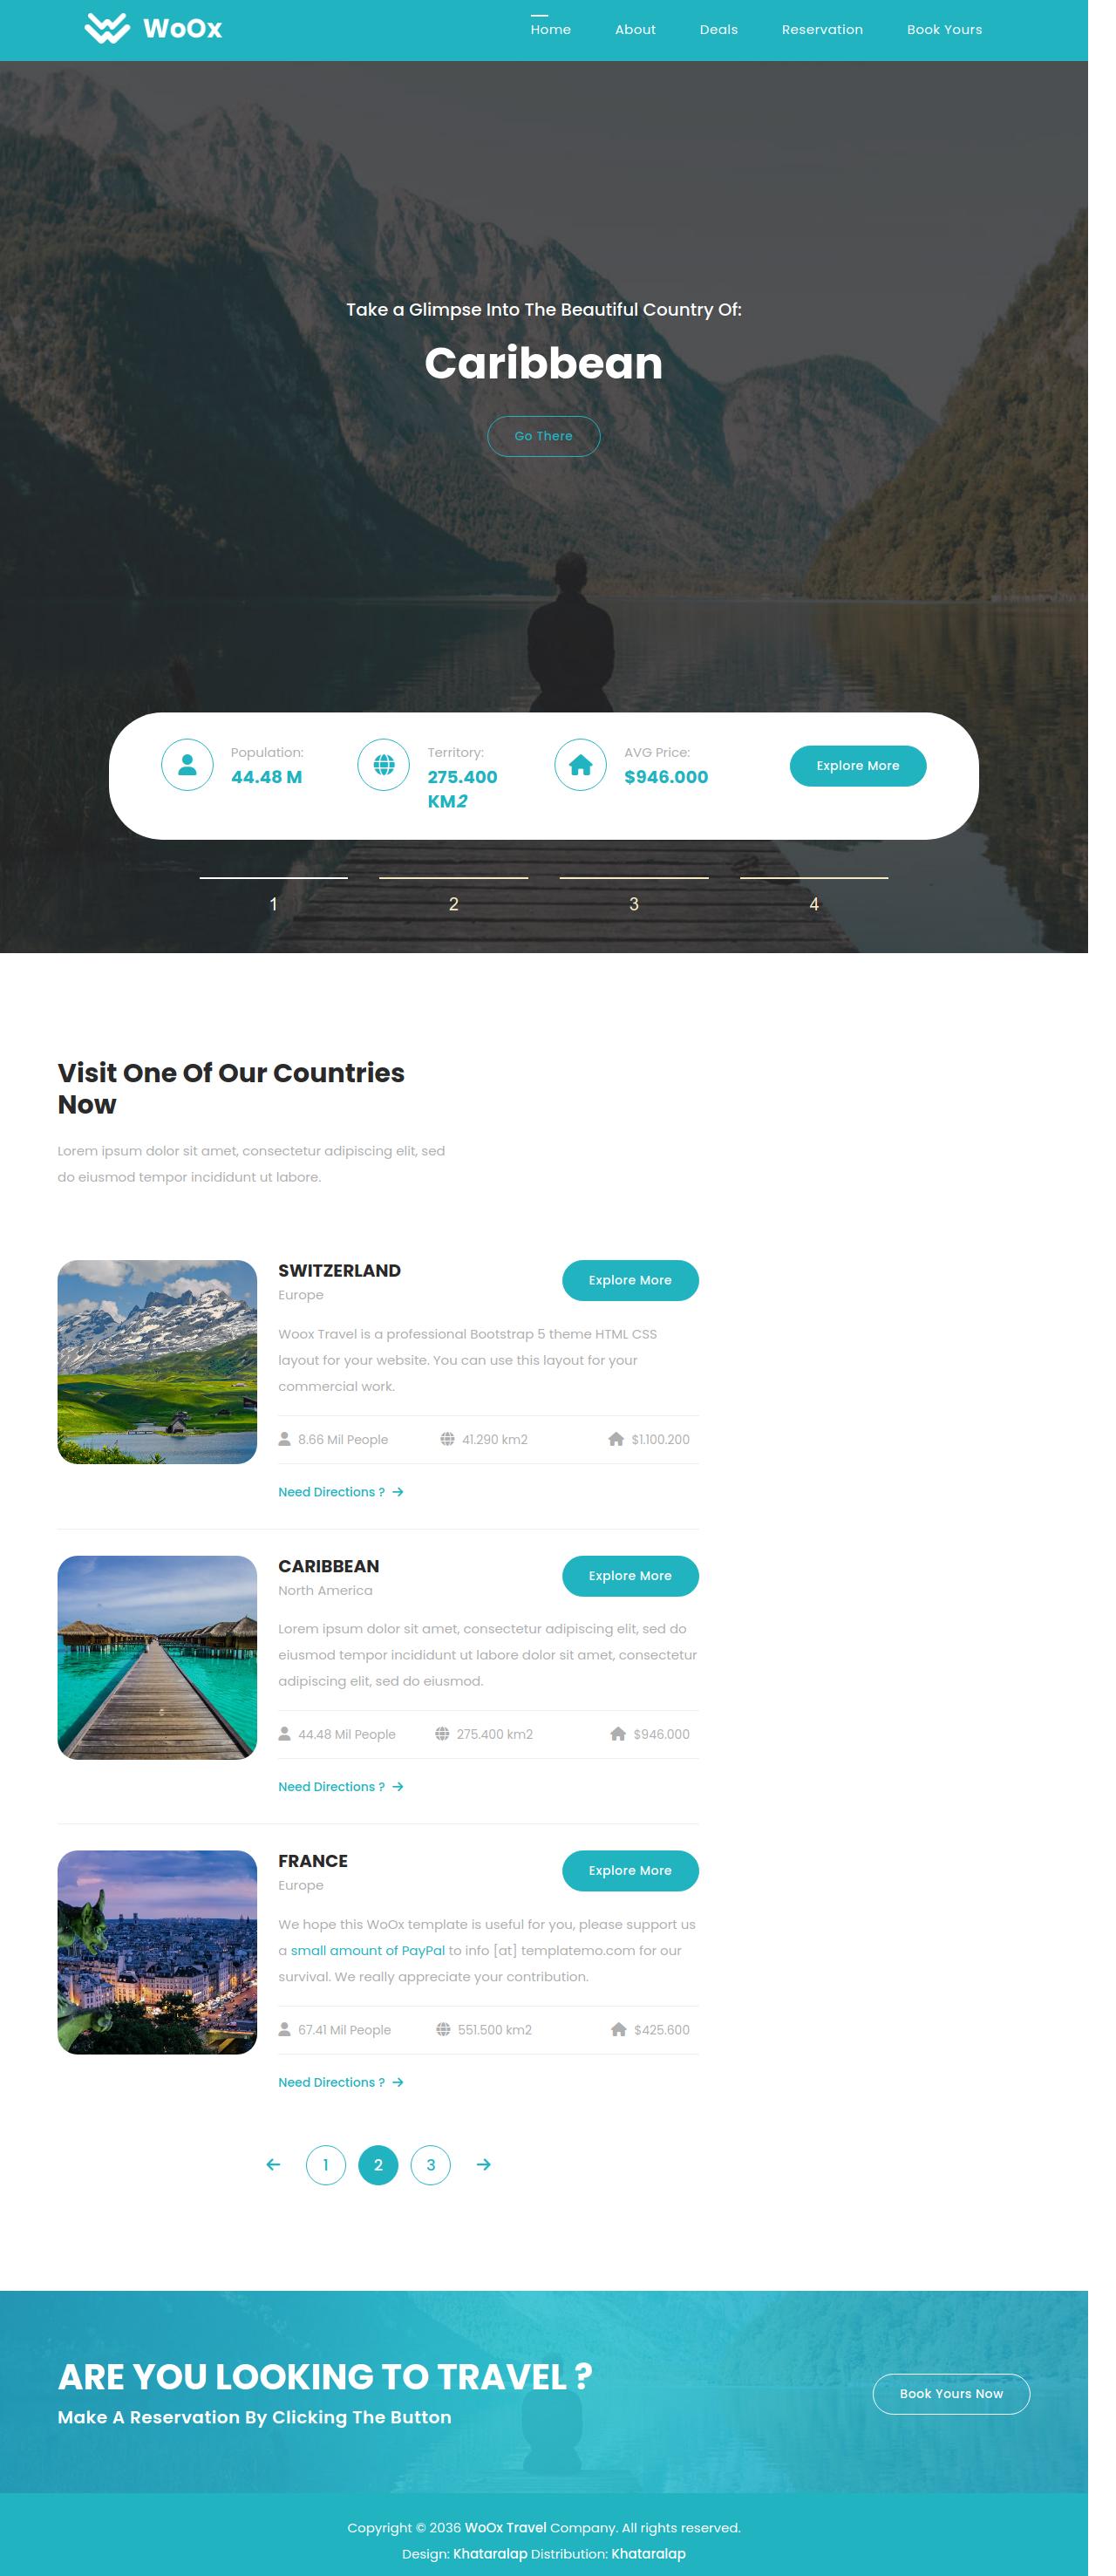 WoOx
Home About Deals Reservation Book Yours
Take a Glimpse Into The Beautiful Country Of:
Caribbean
Go There
Population:
44.48 M
Territory:
275.400
KM2
AVG Price:
$946.000
Explore More
1 2 3 4
Visit One Of Our Countries
Now
Lorem ipsum dolor sit amet, consectetur adipiscing elit, sed
do eiusmod tempor incididunt ut labore.
SWITZERLAND
Europe
Explore More
Woox Travel is a professional Bootstrap 5 theme HTML CSS
layout for your website. You can use this layout for your
commercial work.
8.66 Mil People 41.290 km2 $1.100.200
Need Directions ?
CARIBBEAN
North America
Explore More
Lorem ipsum dolor sit amet, consectetur adipiscing elit, sed do
eiusmod tempor incididunt ut labore dolor sit amet, consectetur
adipiscing elit, sed do eiusmod.
44.48 Mil People 275.400 km2 $946.000
Need Directions ?
FRANCE
Europe
Explore More
We hope this WoOx template is useful for you, please support us
a small amount of PayPal to info [at] templatemo.com for our
survival. We really appreciate your contribution.
67.41 Mil People 551.500 km2 $425.600
Need Directions ?
1 2 3
ARE YOU LOOKING TO TRAVEL ?
Make A Reservation By Clicking The Button
Book Yours Now
Copyright © 2036 WoOx Travel Company. All rights reserved.
Design: Khataralap Distribution: Khataralap